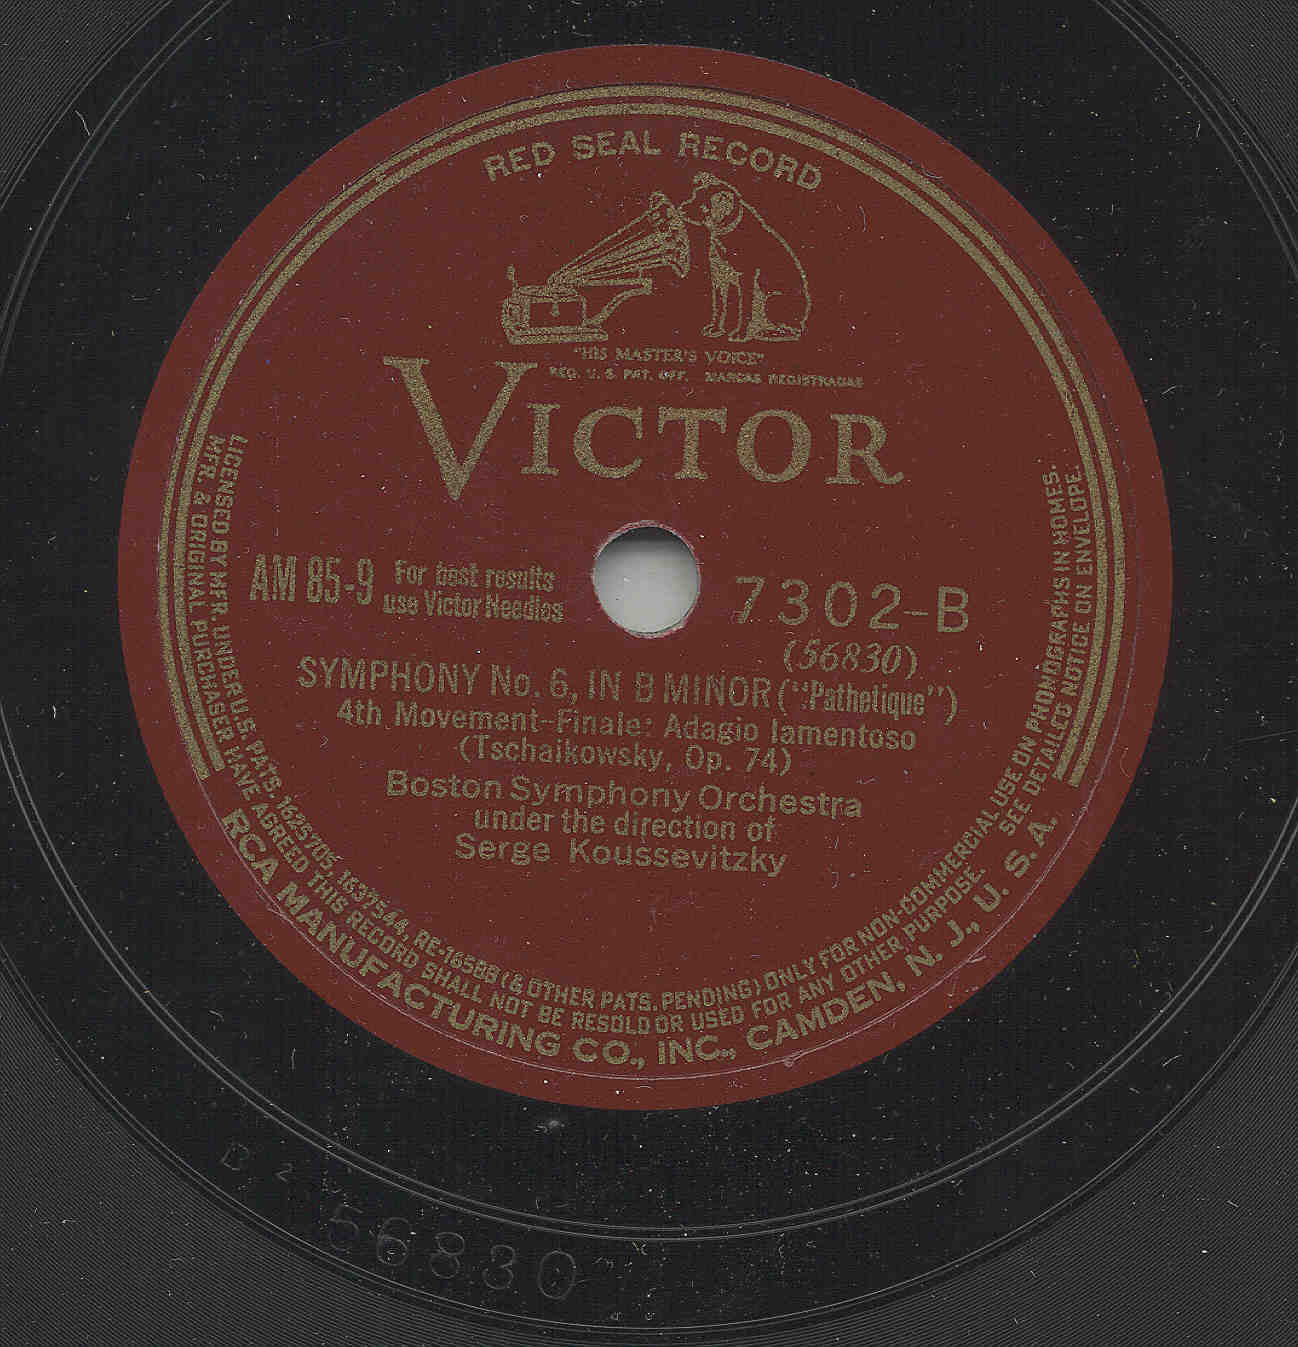 RED SEAL RECORD
"HIS MASTER'S VOICE"
REG. U. S. PAT. OFF. MARCAS REGISTRADAS
VICTOR
AM 85-9
For best results
use Victor Needles
7302-B
(56830)
SYMPHONY No. 6, IN B MINOR ("Pathetique")
4th Movement-Finale: Adagio lamentoso
(Tschaikowsky, Op. 74)
Boston Symphony Orchestra
under the direction of
Serge Koussevitzky
LICENSED BY MFR. UNDER U.S. PATS. 1625705, 1637544, RE-16588 (& OTHER PATS. PENDING) ONLY FOR NON-COMMERCIAL USE ON PHONOGRAPHS IN HOMES.
MFR. & ORIGINAL PURCHASER HAVE AGREED THIS RECORD SHALL NOT BE RESOLD OR USED FOR ANY OTHER PURPOSE. SEE DETAILED NOTICE ON ENVELOPE.
RCA MANUFACTURING CO., INC., CAMDEN, N. J., U. S. A.
56830